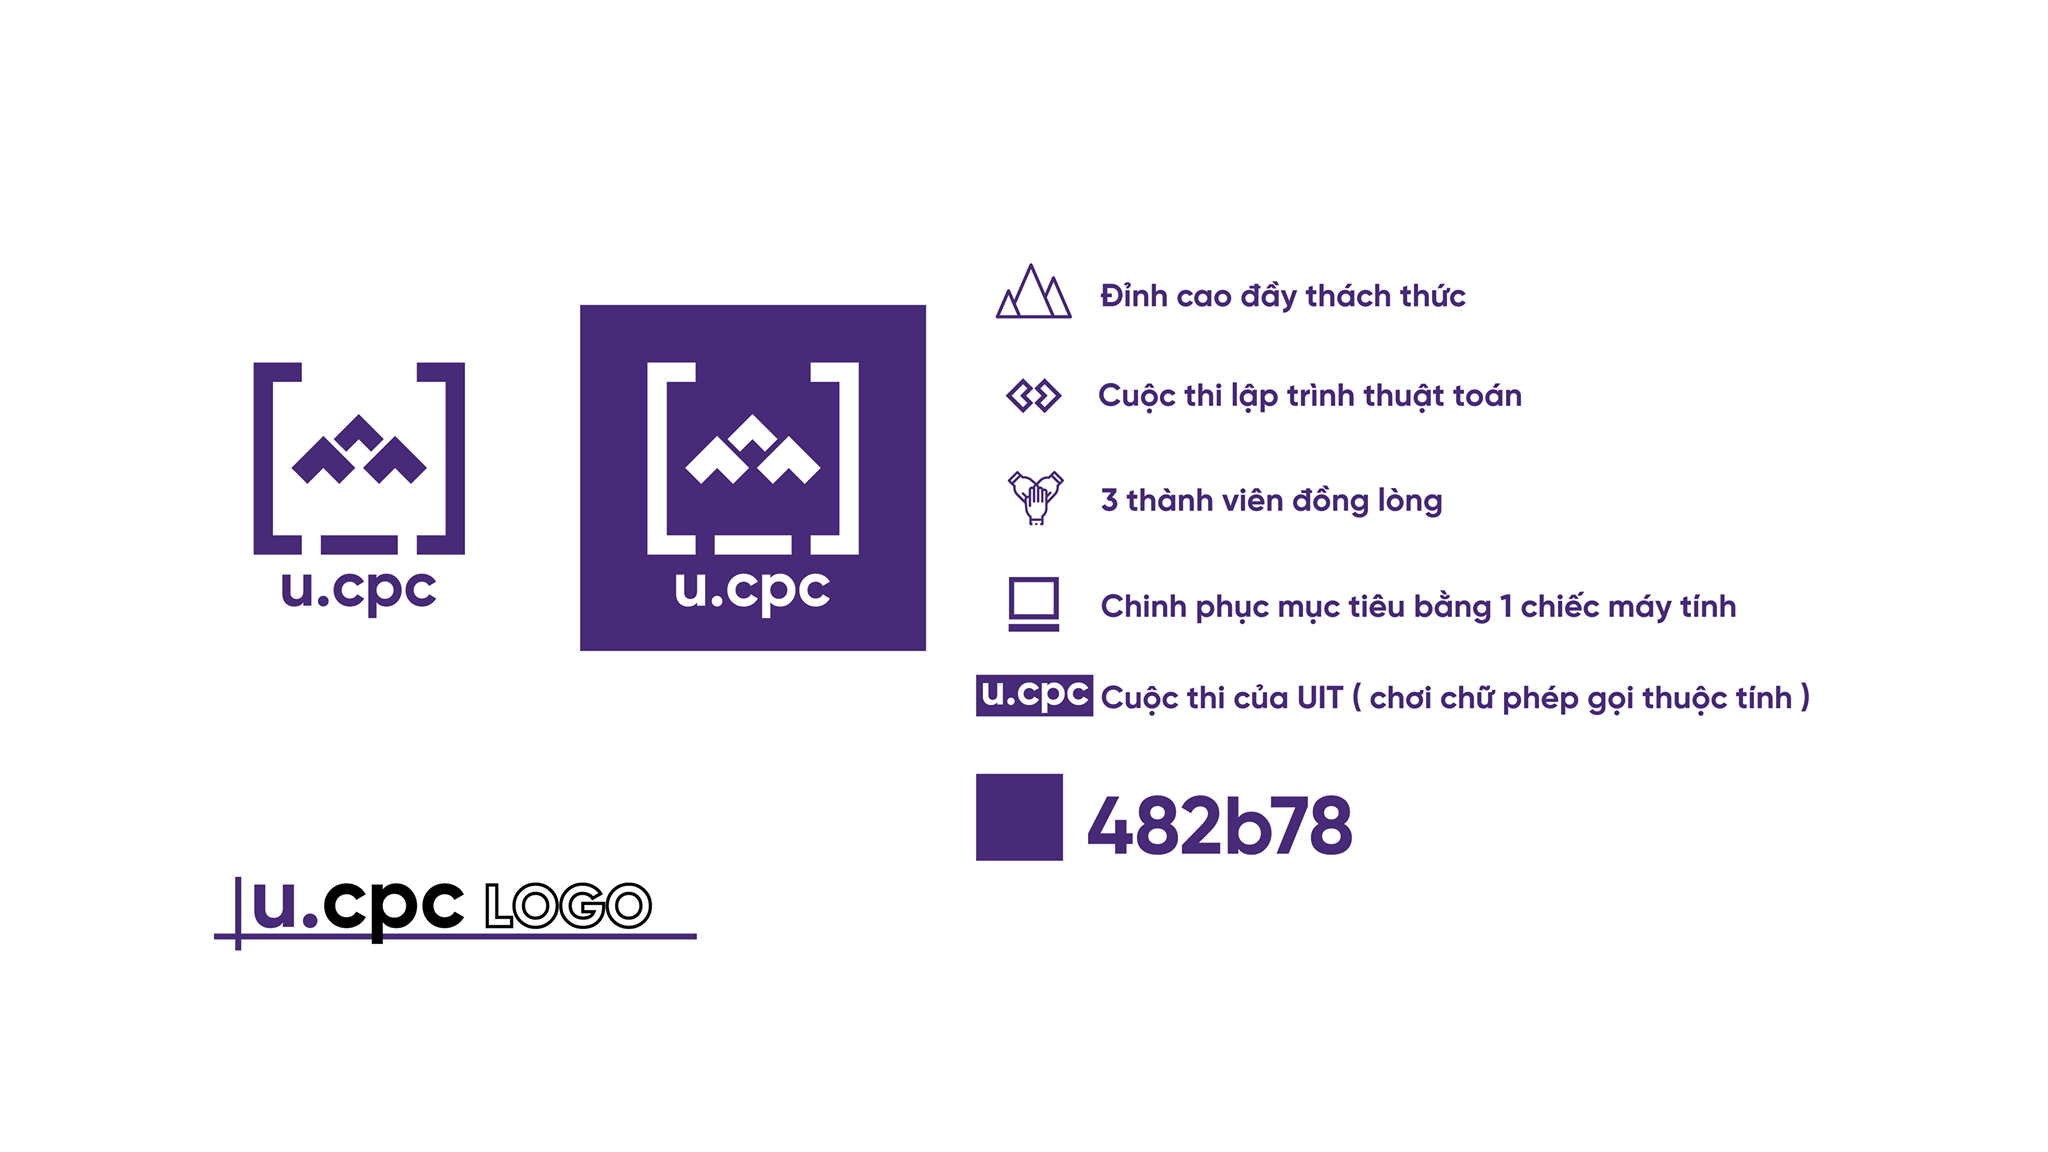 u.cpc
u.cpc
Đỉnh cao đầy thách thức
Cuộc thi lập trình thuật toán
3 thành viên đồng lòng
Chinh phục mục tiêu bằng 1 chiếc máy tính
u.cpc Cuộc thi của UIT ( chơi chữ phép gọi thuộc tính )
482b78
u.cpc LOGO